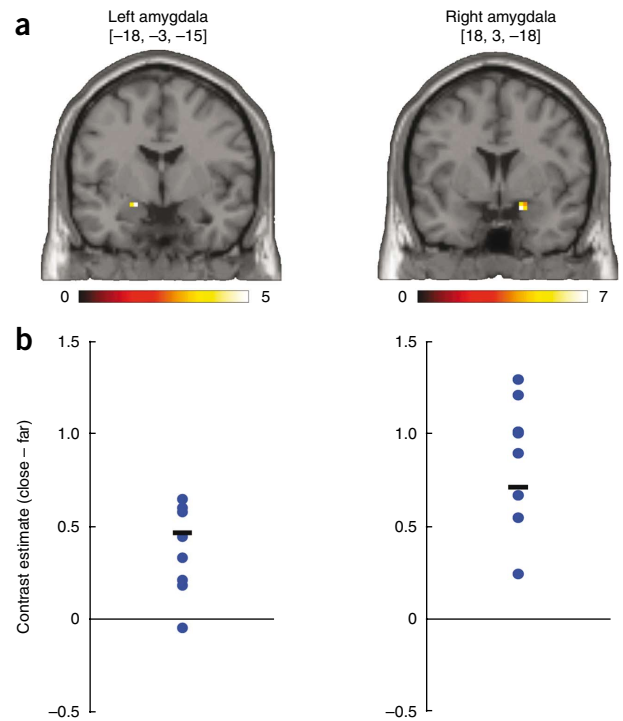 a
Left amygdala
[–18, –3, –15]
Right amygdala
[18, 3, –18]
0 5
0 7
b
Contrast estimate (close – far)
1.5
1.0
0.5
0
–0.5
1.5
1.0
0.5
0
–0.5